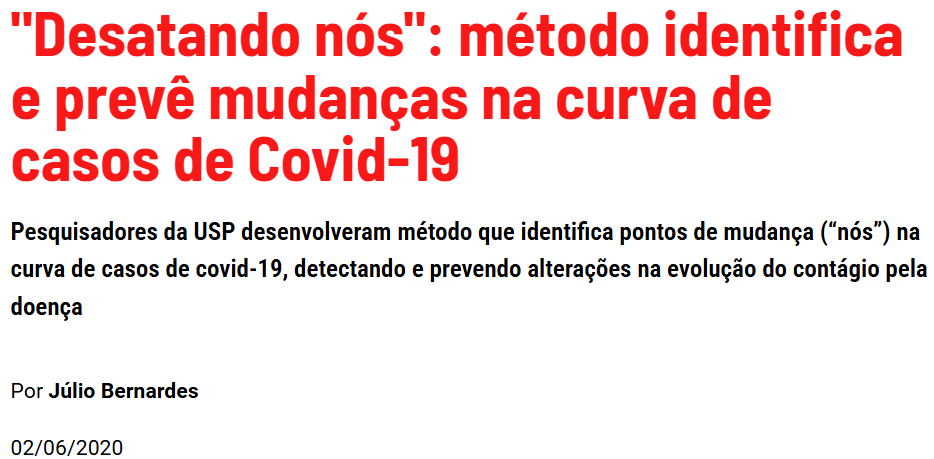 "Desatando nós": método identifica
e prevê mudanças na curva de
casos de Covid-19
Pesquisadores da USP desenvolveram método que identifica pontos de mudança (“nós”) na
curva de casos de covid-19, detectando e prevendo alterações na evolução do contágio pela
doença
Por Júlio Bernardes
02/06/2020